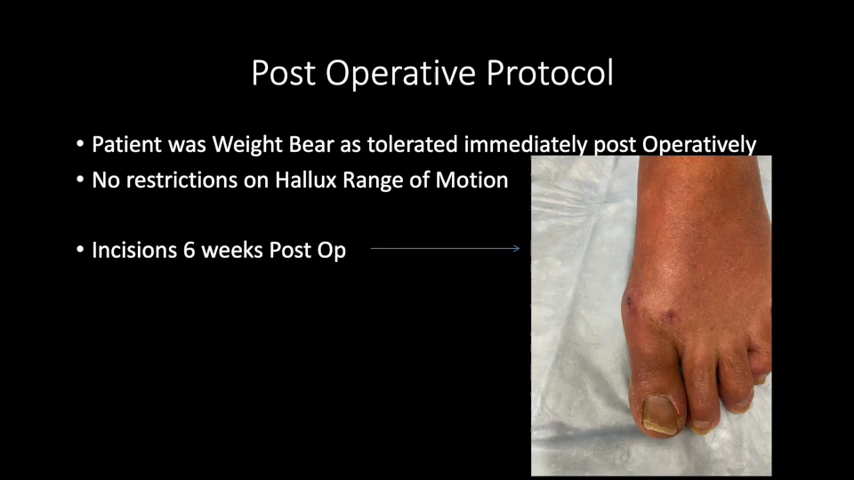 Post Operative Protocol
• Patient was Weight Bear as tolerated immediately post Operatively
• No restrictions on Hallux Range of Motion
• Incisions 6 weeks Post Op